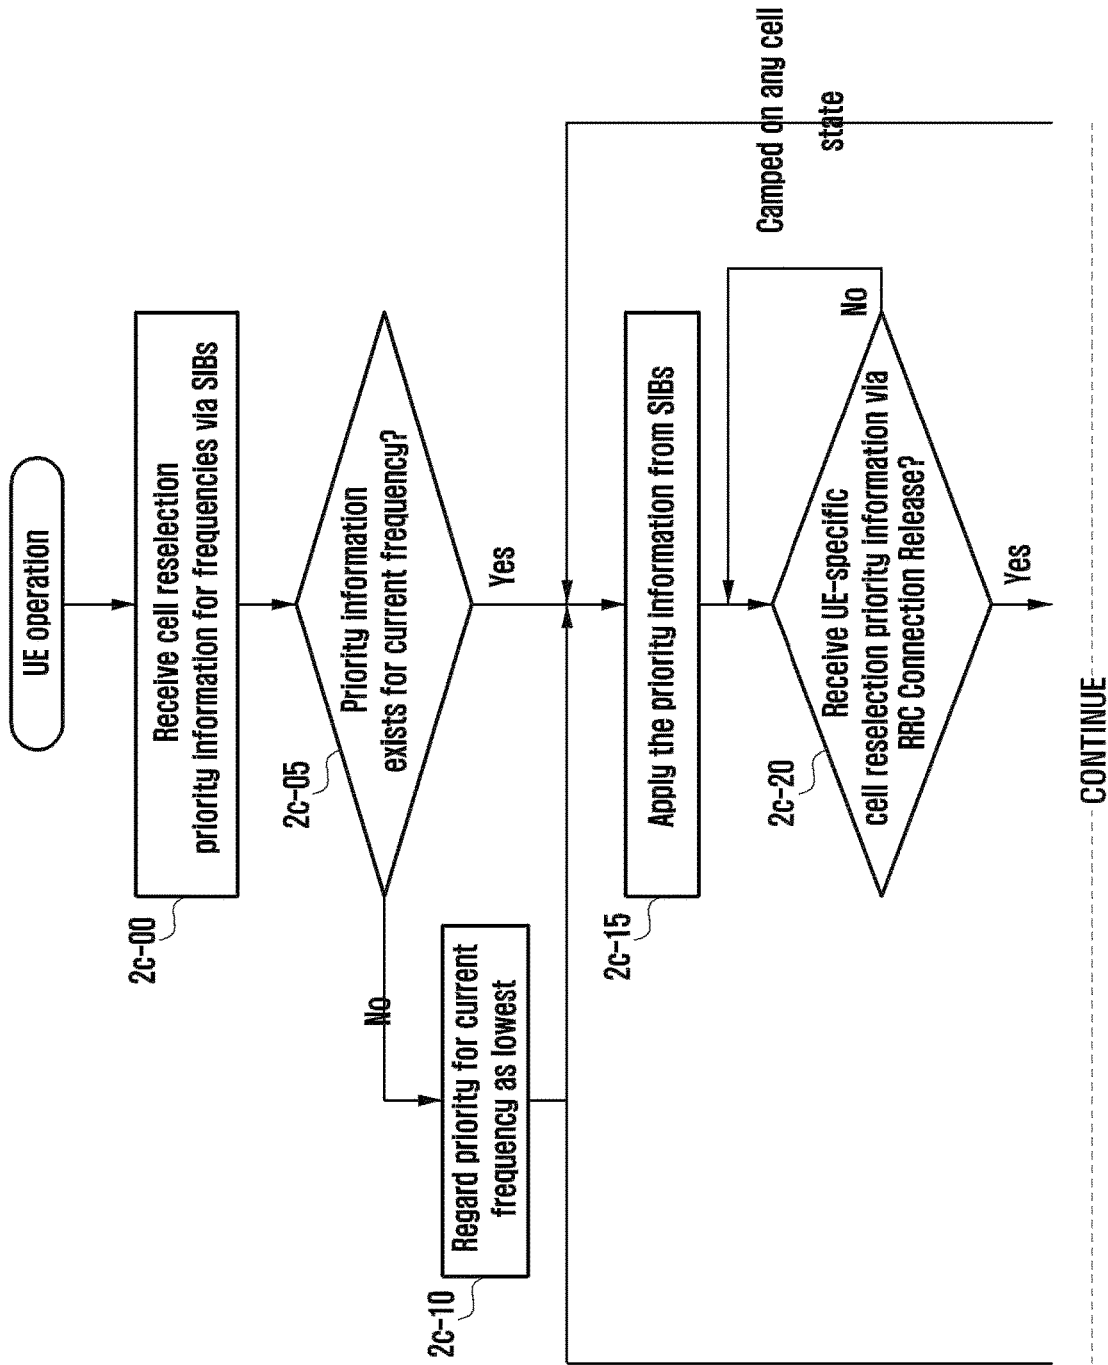 UE operation
2c-00
Receive cell reselection
priority information for frequencies via SIBs
2c-05
Priority information
exists for current frequency?
No
Yes
2c-10
Regard priority for current
frequency as lowest
2c-15
Apply the priority information from SIBs
Camped on any cell
state
2c-20
Receive UE-specific
cell reselection priority information via
RRC Connection Release?
No
Yes
CONTINUE